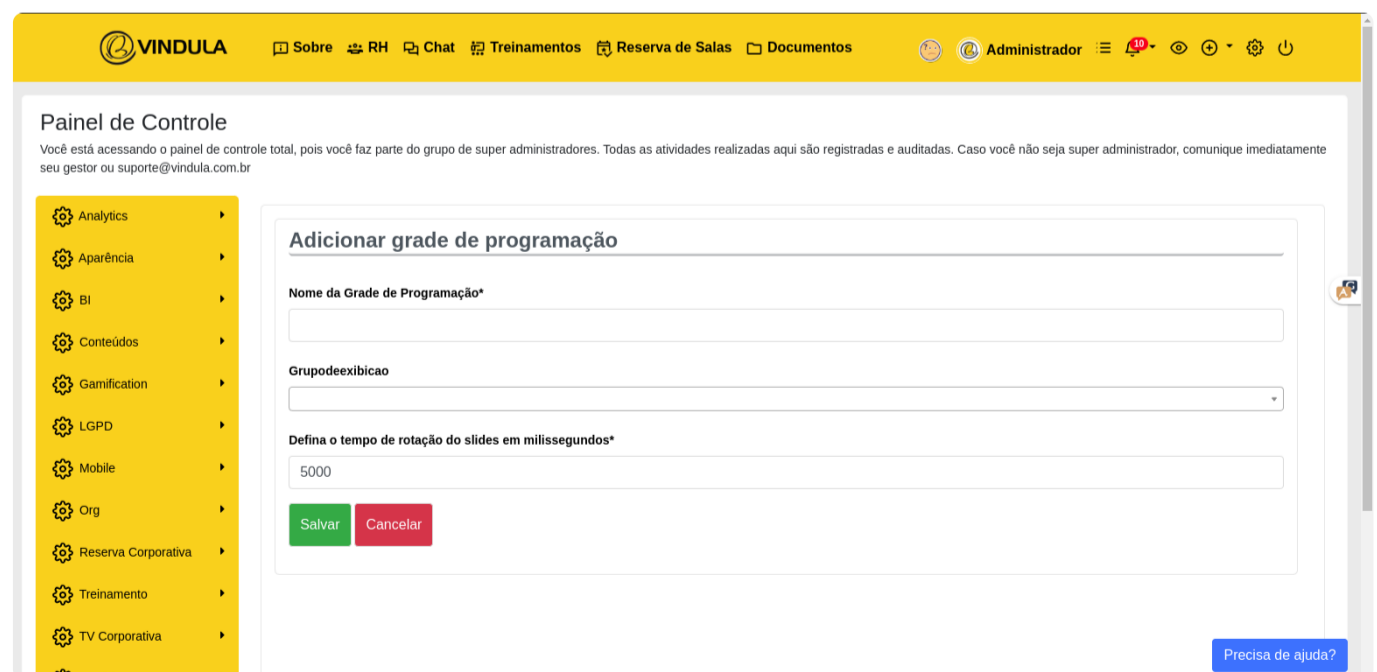 VINDULA Sobre RH Chat Treinamentos Reserva de Salas Documentos Administrador 10
Painel de Controle
Você está acessando o painel de controle total, pois você faz parte do grupo de super administradores. Todas as atividades realizadas aqui são registradas e auditadas. Caso você não seja super administrador, comunique imediatamente
seu gestor ou suporte@vindula.com.br
Analytics
Aparência
BI
Conteúdos
Gamification
LGPD
Mobile
Org
Reserva Corporativa
Treinamento
TV Corporativa
Adicionar grade de programação
Nome da Grade de Programação*
Grupodeexibicao
Defina o tempo de rotação do slides em milissegundos*
5000
Salvar Cancelar
Precisa de ajuda?